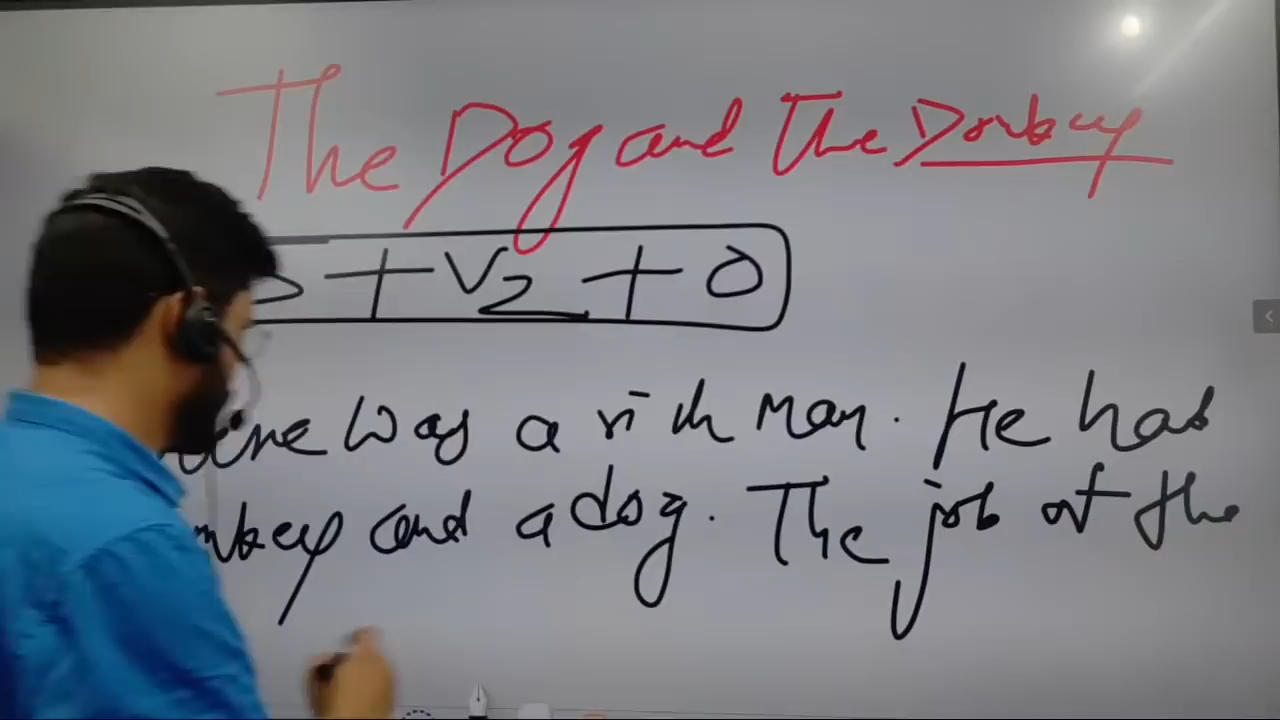 The Dog and The Donkey
+ V2 + O
was a rich man. He has
and a dog. The job of the